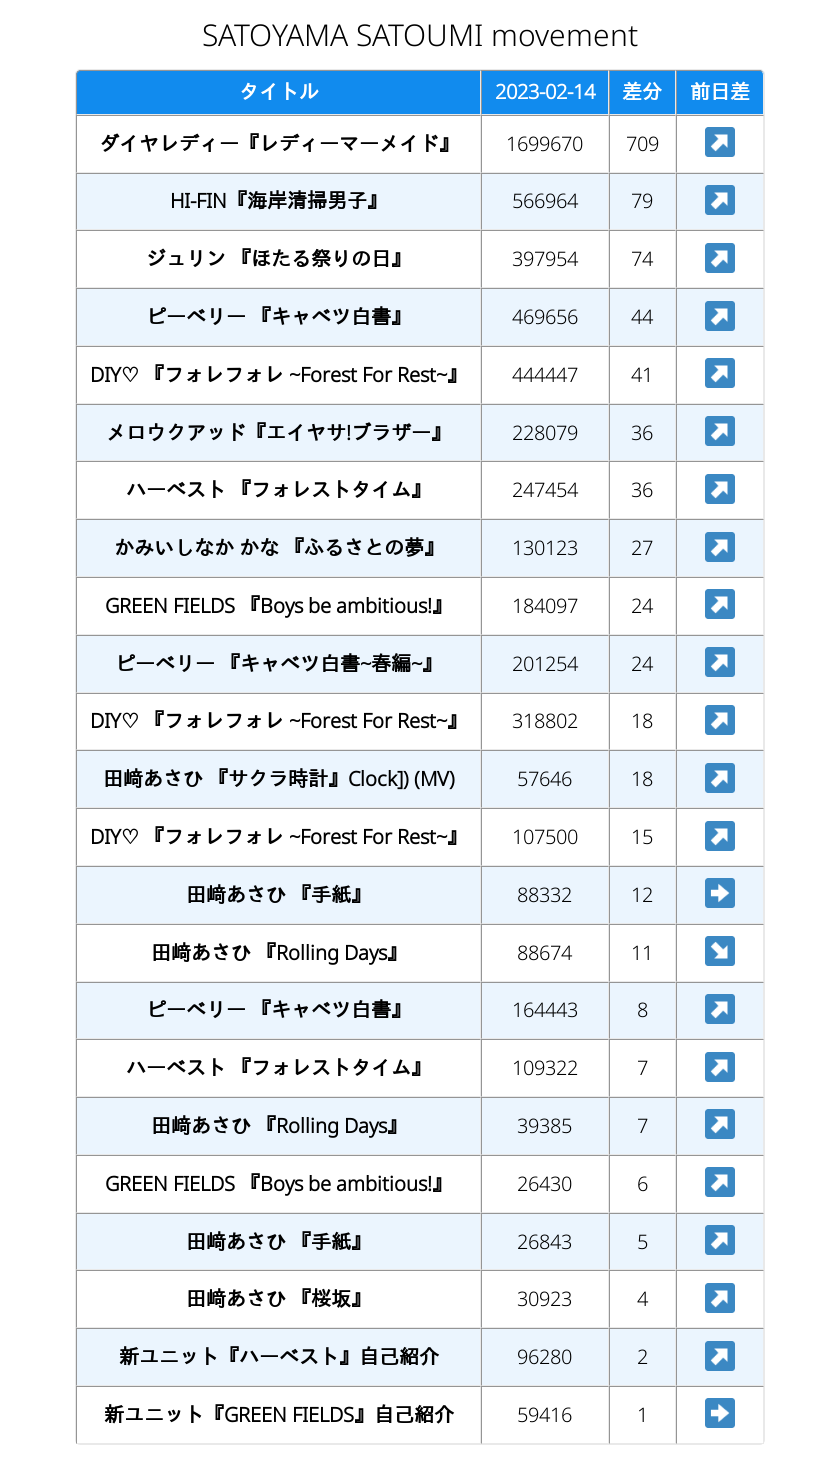 SATOYAMA SATOUMI movement
タイトル 2023-02-14 差分 前日差
ダイヤレディー『レディーマーメイド』 1699670 709
HI-FIN『海岸清掃男子』 566964 79
ジュリン 『ほたる祭りの日』 397954 74
ピーベリー 『キャベツ白書』 469656 44
DIY♡ 『フォレフォレ ~Forest For Rest~』 444447 41
メロウクアッド『エイヤサ!ブラザー』 228079 36
ハーベスト 『フォレストタイム』 247454 36
かみいしなか かな 『ふるさとの夢』 130123 27
GREEN FIELDS 『Boys be ambitious!』 184097 24
ピーベリー 『キャベツ白書~春編~』 201254 24
DIY♡ 『フォレフォレ ~Forest For Rest~』 318802 18
田﨑あさひ 『サクラ時計』Clock]) (MV) 57646 18
DIY♡ 『フォレフォレ ~Forest For Rest~』 107500 15
田﨑あさひ 『手紙』 88332 12
田﨑あさひ 『Rolling Days』 88674 11
ピーベリー 『キャベツ白書』 164443 8
ハーベスト 『フォレストタイム』 109322 7
田﨑あさひ 『Rolling Days』 39385 7
GREEN FIELDS 『Boys be ambitious!』 26430 6
田﨑あさひ 『手紙』 26843 5
田﨑あさひ 『桜坂』 30923 4
新ユニット『ハーベスト』自己紹介 96280 2
新ユニット『GREEN FIELDS』自己紹介 59416 1